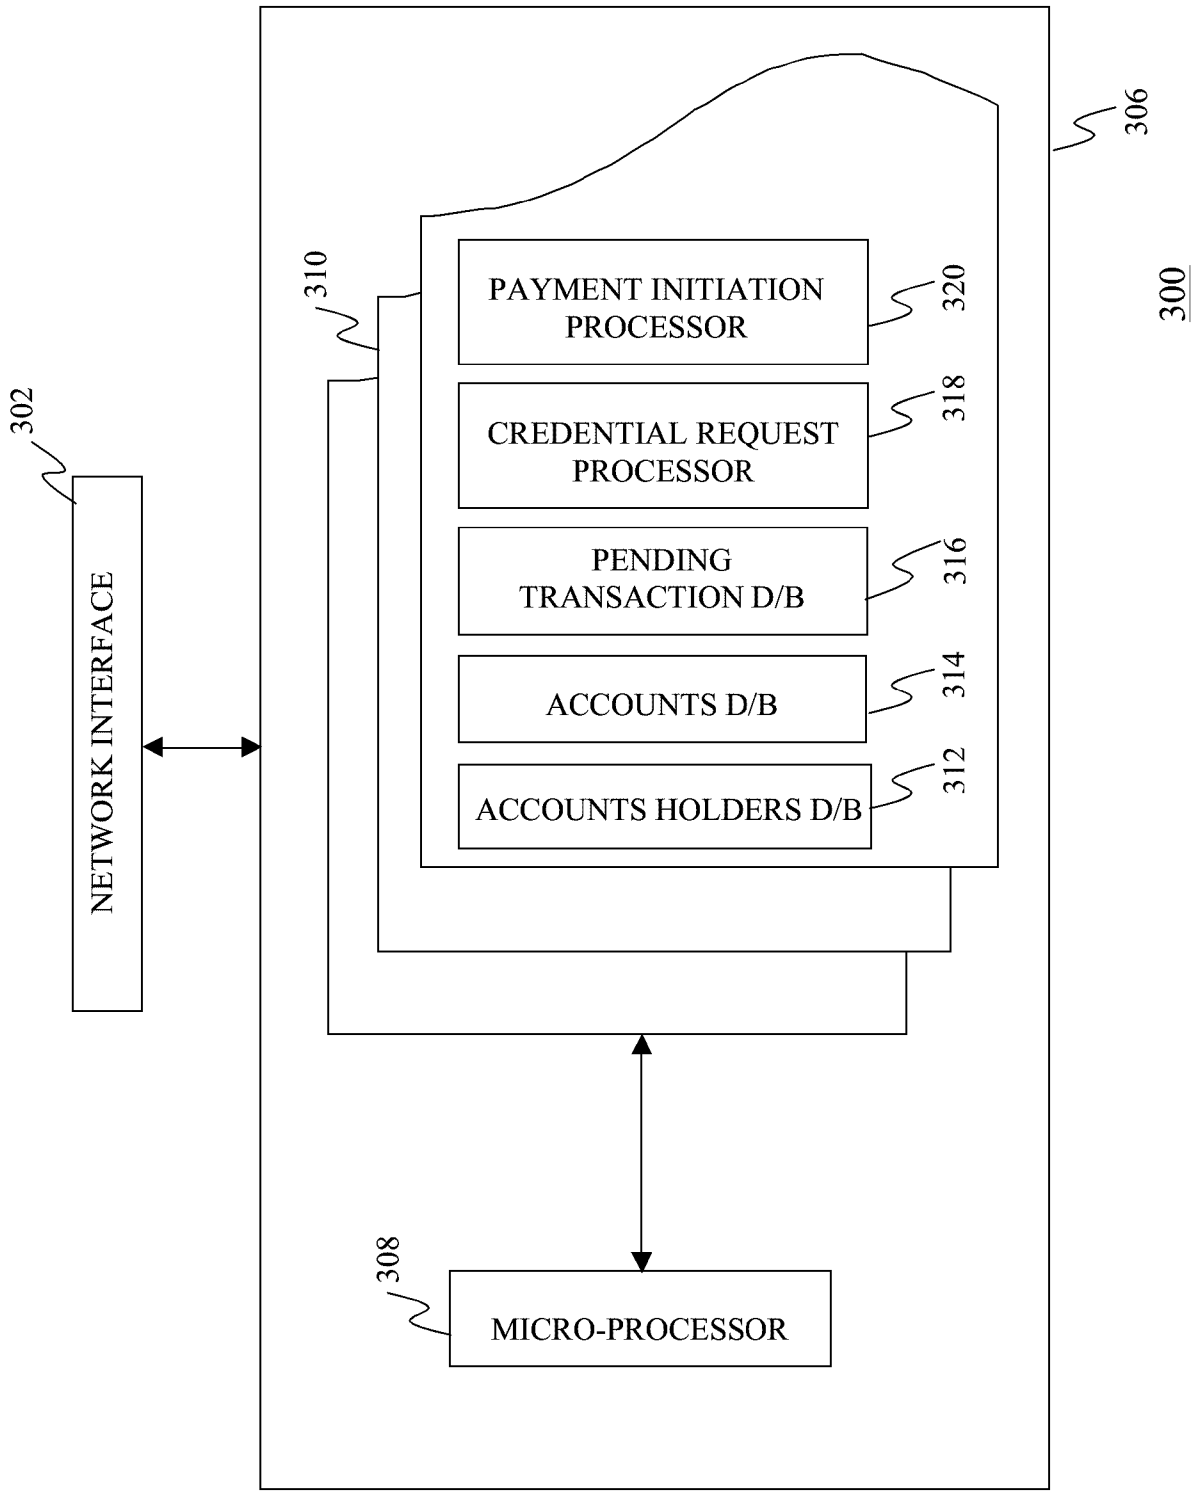 306
300
310
PAYMENT INITIATION
PROCESSOR
320
302
CREDENTIAL REQUEST
PROCESSOR
318
NETWORK INTERFACE
PENDING
TRANSACTION D/B
316
ACCOUNTS D/B
314
ACCOUNTS HOLDERS D/B
312
308
MICRO-PROCESSOR